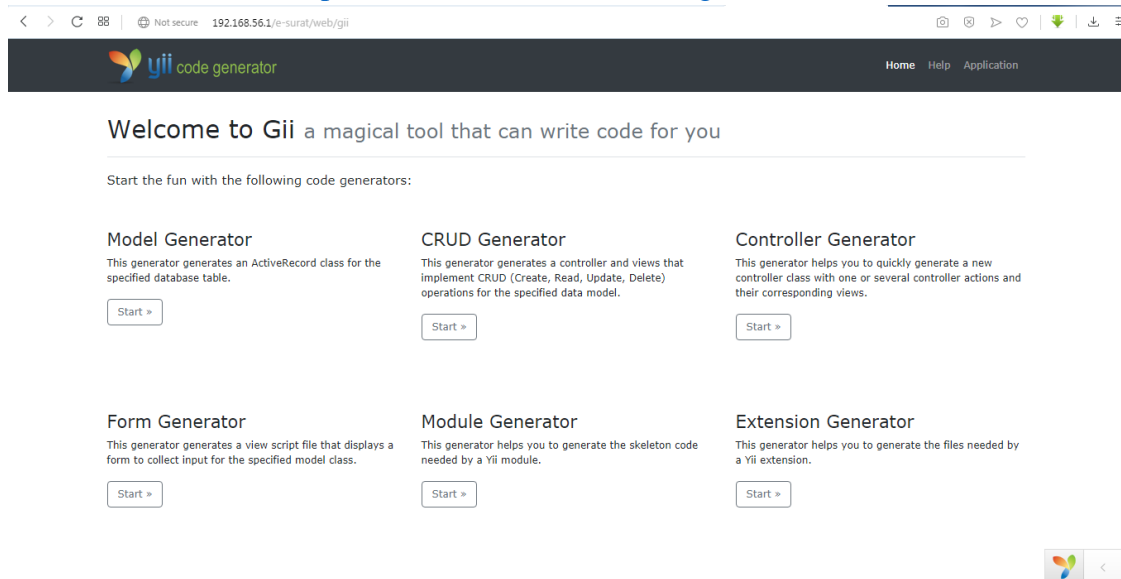 Not secure 192.168.56.1/e-surat/web/gii
yii code generator
Home Help Application
Welcome to Gii a magical tool that can write code for you
Start the fun with the following code generators:
Model Generator
This generator generates an ActiveRecord class for the
specified database table.
Start »
CRUD Generator
This generator generates a controller and views that
implement CRUD (Create, Read, Update, Delete)
operations for the specified data model.
Start »
Controller Generator
This generator helps you to quickly generate a new
controller class with one or several controller actions and
their corresponding views.
Start »
Form Generator
This generator generates a view script file that displays a
form to collect input for the specified model class.
Start »
Module Generator
This generator helps you to generate the skeleton code
needed by a Yii module.
Start »
Extension Generator
This generator helps you to generate the files needed by
a Yii extension.
Start »